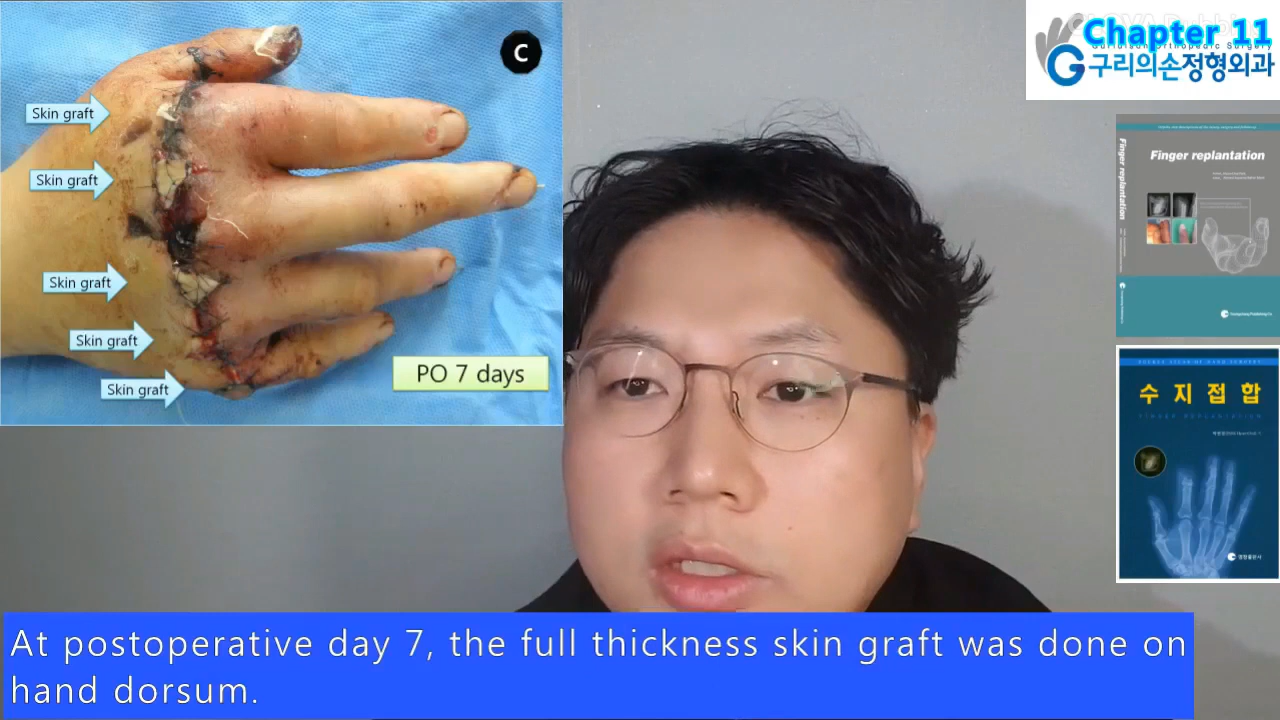 C
Skin graft
Skin graft
Skin graft
Skin graft
Skin graft
PO 7 days
Chapter 11
구리의손정형외과
Finger replantation
Finger replantation
수지접합
At postoperative day 7, the full thickness skin graft was done on
hand dorsum.